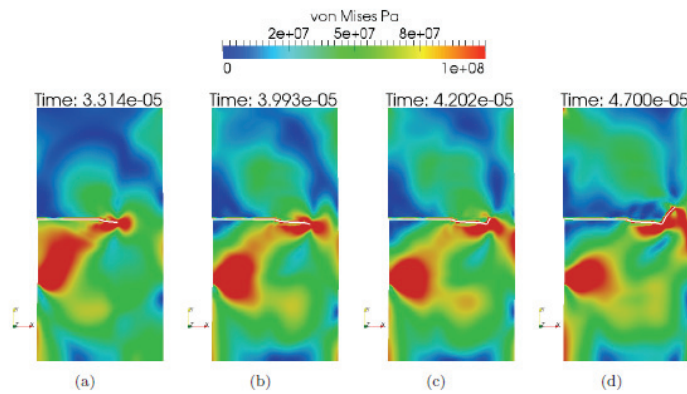 von Mises Pa
2e+07 5e+07 8e+07
0 1e+08
Time: 3.314e-05 Time: 3.993e-05 Time: 4.202e-05 Time: 4.700e-05
(a) (b) (c) (d)